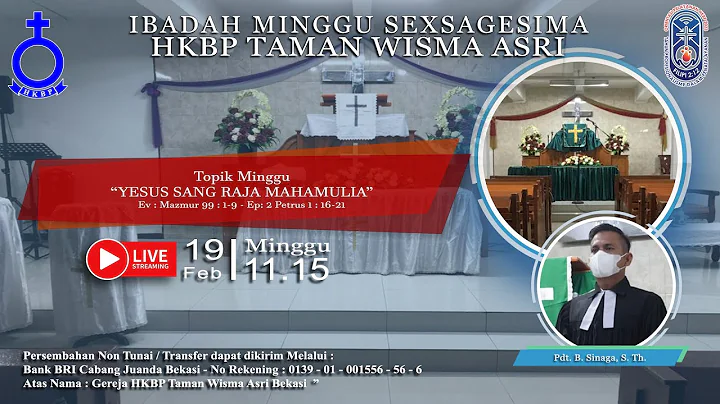 IBADAH MINGGU SEXSAGESIMA
HKBP TAMAN WISMA ASRI
HKBP
FILIPI 2:12
Topik Minggu
“YESUS SANG RAJA MAHAMULIA”
Ev : Mazmur 99 : 1-9 - Ep: 2 Petrus 1 : 16-21
LIVE
STREAMING
19
Feb
Minggu
11.15
Pdt. B. Sinaga, S. Th.
Persembahan Non Tunai / Transfer dapat dikirim Melalui :
Bank BRI Cabang Juanda Bekasi - No Rekening : 0139 - 01 - 001556 - 56 - 6
Atas Nama : Gereja HKBP Taman Wisma Asri Bekasi ”